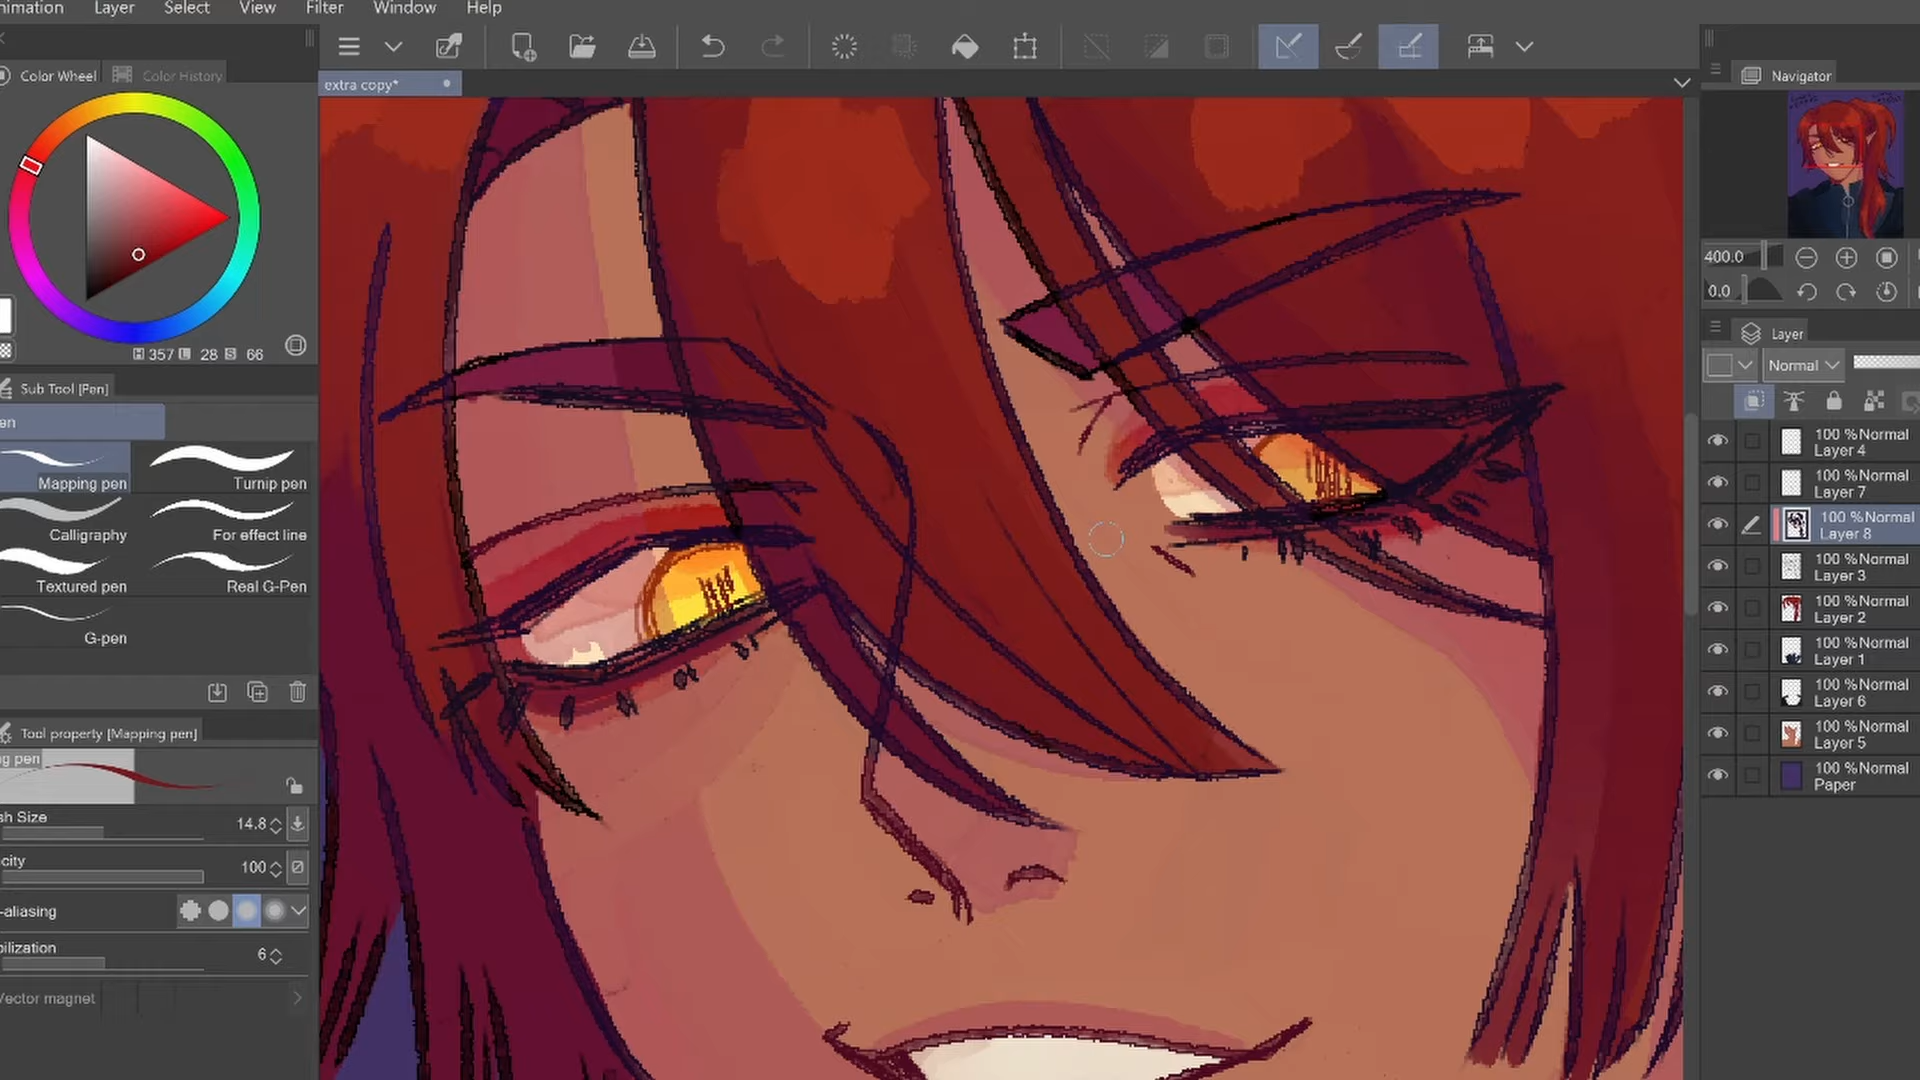 nimation Layer Select View Filter Window Help
Color Wheel Color History
extra copy*
Navigator
400.0
0.0
H 357 L 28 S 66
Sub Tool [Pen]
en
Mapping pen
Turnip pen
Calligraphy
For effect line
Textured pen
Real G-Pen
G-pen
Tool property [Mapping pen]
ng pen
sh Size 14.8
city 100
-aliasing
bilization 6
Vector magnet
Layer
Normal
100 %Normal
Layer 4
100 %Normal
Layer 7
100 %Normal
Layer 8
100 %Normal
Layer 3
100 %Normal
Layer 2
100 %Normal
Layer 1
100 %Normal
Layer 6
100 %Normal
Layer 5
100 %Normal
Paper